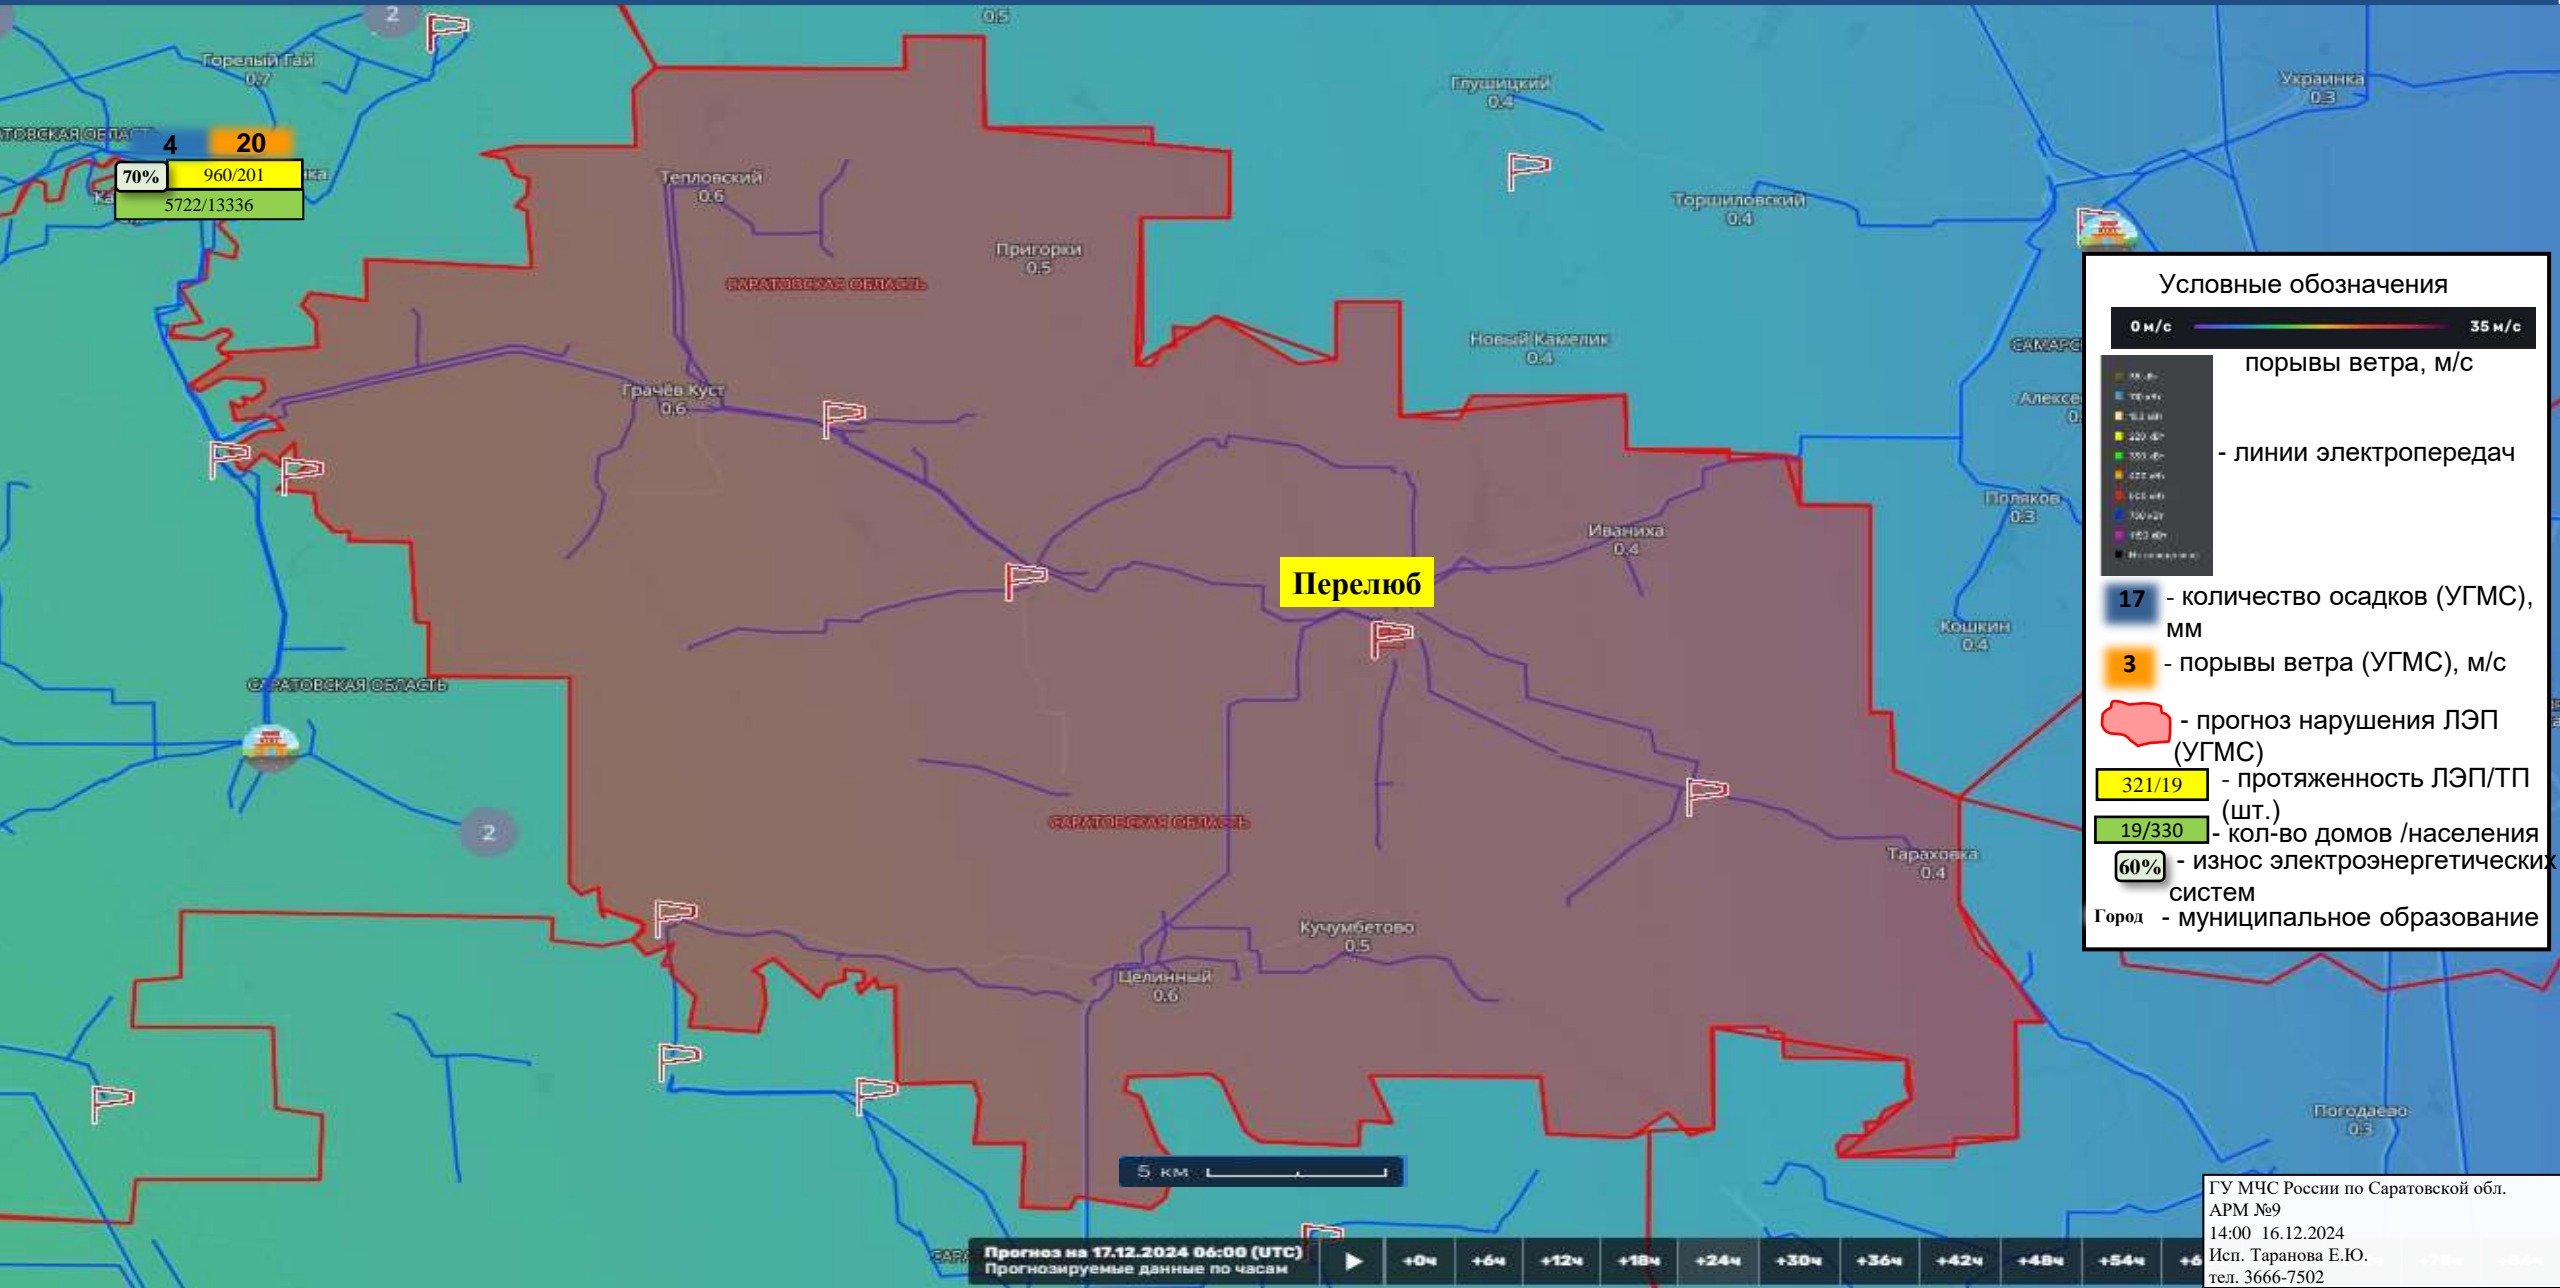 2
0.5
Горелый Гай
0.7
Глушицкий
0.4
Украинка
0.3
4
20
70%
960/201
5722/13336
Тепловский
0.6
Торшиловский
0.4
Пригорки
0.5
САРАТОВСКАЯ ОБЛАСТЬ
Новый Камелик
0.4
Грачёв Куст
0.6
Поляков
0.3
Иваниха
0.4
Перелюб
Кошкин
0.4
САРАТОВСКАЯ ОБЛАСТЬ
2
САРАТОВСКАЯ ОБЛАСТЬ
Тараховка
0.4
Кучумбетово
0.5
Целинный
0.6
Погодаево
0.3
5 км
Условные обозначения
0 м/с
35 м/с
порывы ветра, м/с
- линии электропередач
17 - количество осадков (УГМС),
мм
3 - порывы ветра (УГМС), м/с
- прогноз нарушения ЛЭП
(УГМС)
321/19 - протяженность ЛЭП/ТП
(шт.)
19/330 - кол-во домов /населения
60% - износ электроэнергетических
систем
Город - муниципальное образование
Прогноз на 17.12.2024 06:00 (UTC)
Прогнозируемые данные по часам
+0ч +6ч +12ч +18ч +24ч +30ч +36ч +42ч +48ч +54ч
ГУ МЧС России по Саратовской обл.
АРМ №9
14:00 16.12.2024
Исп. Таранова Е.Ю.
тел. 3666-7502